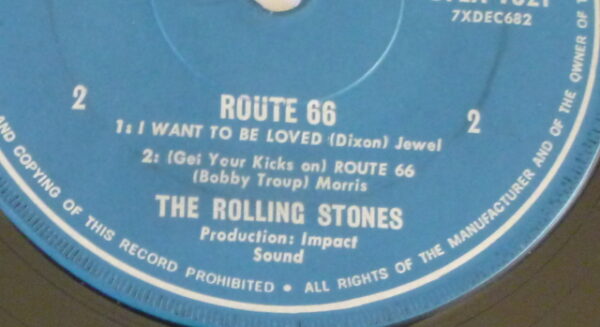 7XDEC682
2 2
ROUTE 66
1: I WANT TO BE LOVED (Dixon) Jewel
2: (Get Your Kicks on) ROUTE 66
(Bobby Troup) Morris
THE ROLLING STONES
Production: Impact
Sound
AND COPYING OF THIS RECORD PROHIBITED • ALL RIGHTS OF THE MANUFACTURER AND OF THE OWNER OF